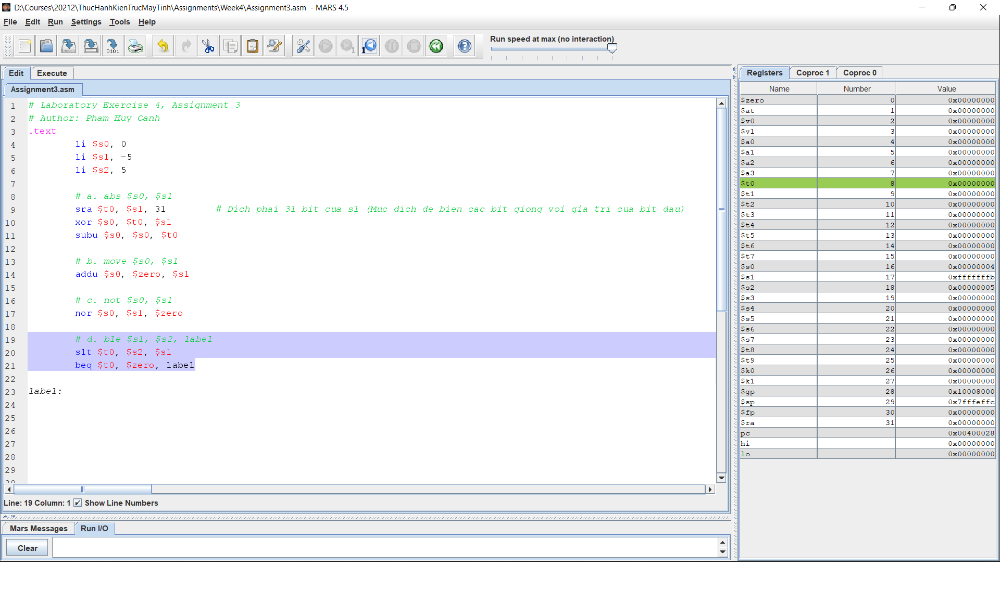 D:\Courses\20212\ThucHanhKienTrucMayTinh\Assignments\Week4\Assignment3.asm - MARS 4.5
File Edit Run Settings Tools Help
Run speed at max (no interaction)
Edit Execute
Assignment3.asm
1 # Laboratory Exercise 4, Assignment 3
2 # Author: Pham Huy Canh
3 .text
4 li $s0, 0
5 li $s1, -5
6 li $s2, 5
7
8 # a. abs $s0, $s1
9 sra $t0, $s1, 31 # Dich phai 31 bit cua s1 (Muc dich de bien cac bit giong voi gia tri cua bit dau)
10 xor $s0, $t0, $s1
11 subu $s0, $s0, $t0
12
13 # b. move $s0, $s1
14 addu $s0, $zero, $s1
15
16 # c. not $s0, $s1
17 nor $s0, $s1, $zero
18
19 # d. ble $s1, $s2, label
20 slt $t0, $s2, $s1
21 beq $t0, $zero, label
22
23 label:
24
25
26
27
28
29
Line: 19 Column: 1 Show Line Numbers
Mars Messages Run I/O
Clear
Registers Coproc 1 Coproc 0
Name Number Value
$zero 0 0x00000000
$at 1 0x00000000
$v0 2 0x00000000
$v1 3 0x00000000
$a0 4 0x00000000
$a1 5 0x00000000
$a2 6 0x00000000
$a3 7 0x00000000
$t0 8 0x00000000
$t1 9 0x00000000
$t2 10 0x00000000
$t3 11 0x00000000
$t4 12 0x00000000
$t5 13 0x00000000
$t6 14 0x00000000
$t7 15 0x00000000
$s0 16 0x00000004
$s1 17 0xfffffffb
$s2 18 0x00000005
$s3 19 0x00000000
$s4 20 0x00000000
$s5 21 0x00000000
$s6 22 0x00000000
$s7 23 0x00000000
$t8 24 0x00000000
$t9 25 0x00000000
$k0 26 0x00000000
$k1 27 0x00000000
$gp 28 0x10008000
$sp 29 0x7fffeffc
$fp 30 0x00000000
$ra 31 0x00000000
pc 0x00400028
hi 0x00000000
lo 0x00000000